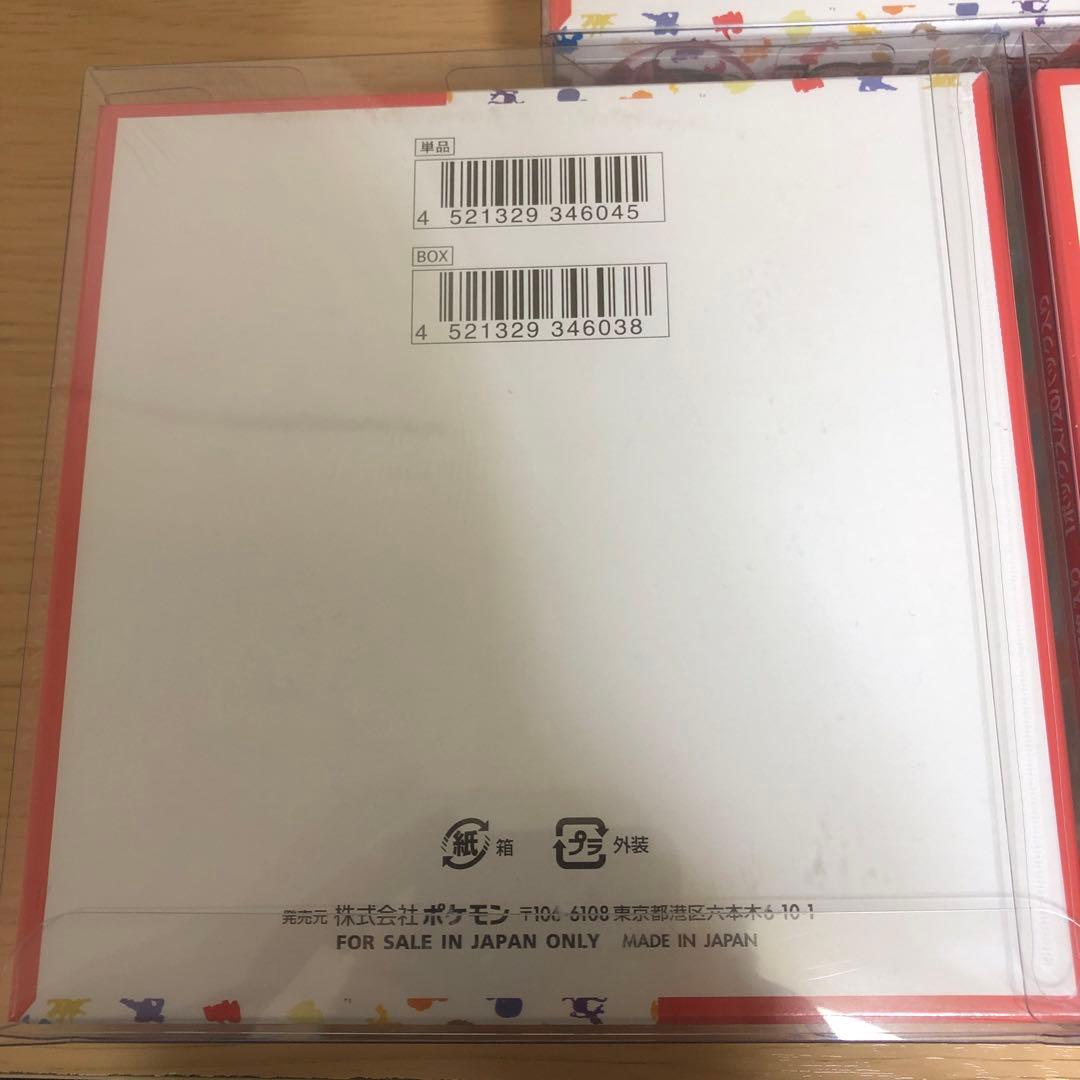 単品
4 521329 346045
BOX
4 521329 346038
紙 箱 プラ 外装
発売元 株式会社ポケモン 〒106-6108 東京都港区六本木6-10-1
FOR SALE IN JAPAN ONLY MADE IN JAPAN